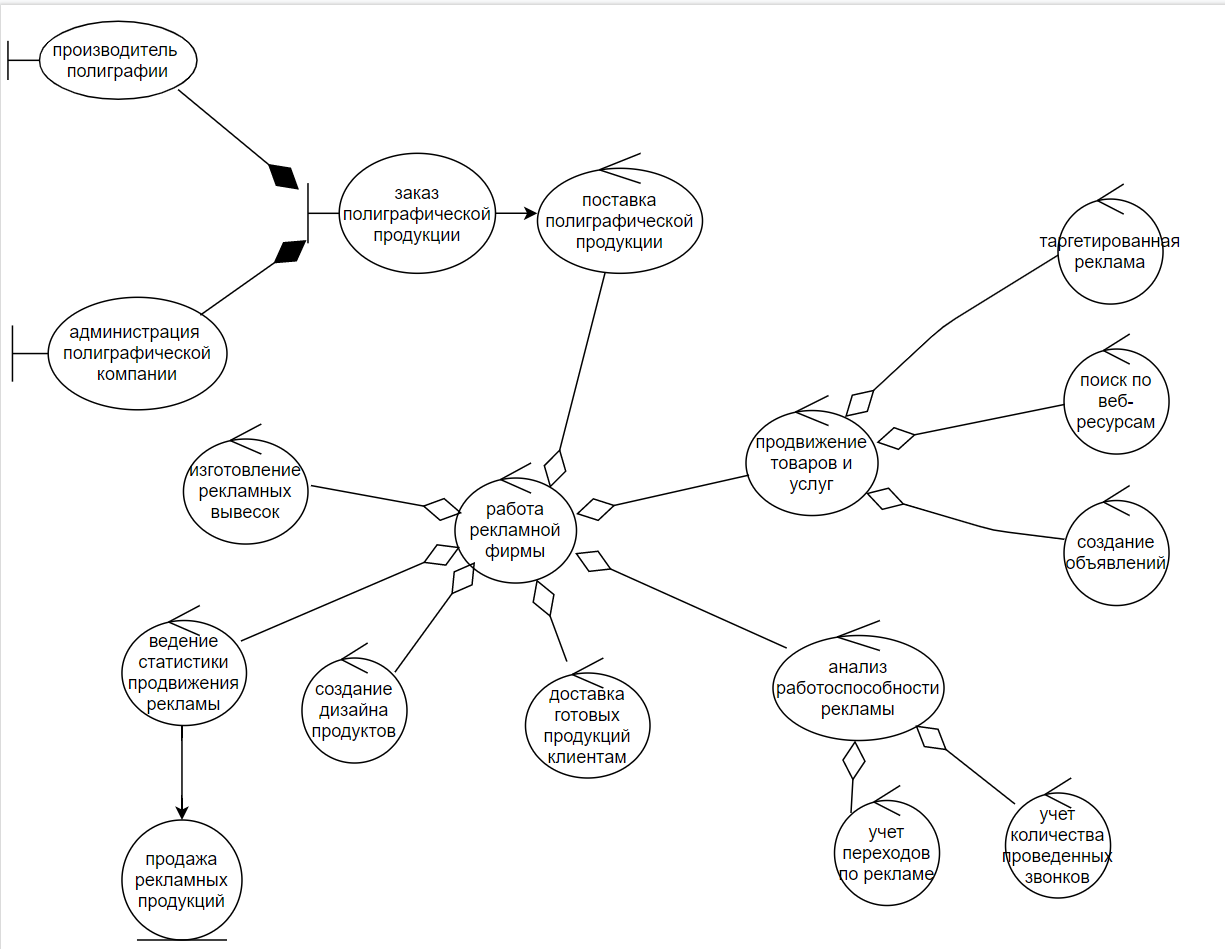 производитель
полиграфии
заказ
полиграфической
продукции
поставка
полиграфической
продукции
администрация
полиграфической
компании
таргетированная
реклама
поиск по
веб-
ресурсам
создание
объявлений
продвижение
товаров и
услуг
изготовление
рекламных
вывесок
работа
рекламной
фирмы
ведение
статистики
продвижения
рекламы
создание
дизайна
продуктов
доставка
готовых
продукций
клиентам
анализ
работоспособности
рекламы
продажа
рекламных
продукций
учет
переходов
по рекламе
учет
количества
проведенных
звонков